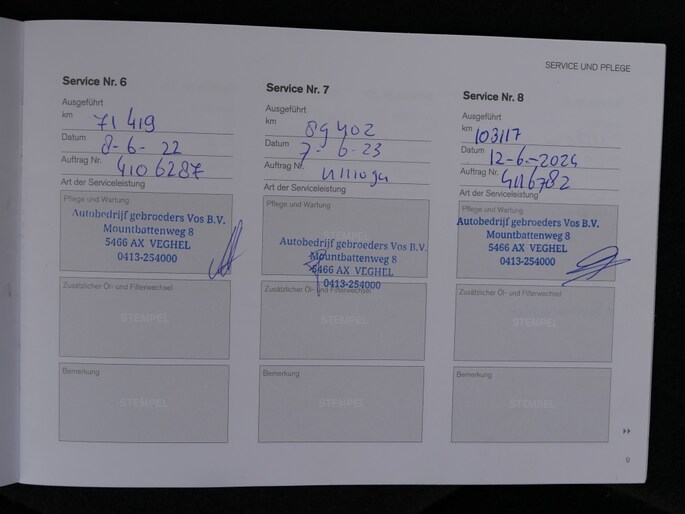 SERVICE UND PFLEGE
Service Nr. 6
Ausgeführt
km 71 419
Datum 8-6-22
Auftrag Nr. 4106287
Art der Serviceleistung
Pflege und Wartung
Autobedrijf gebroeders Vos B.V.
Mountbattenweg 8
5466 AX VEGHEL
0413-254000
Zusätzlicher Öl- und Filterwechsel
STEMPEL
Bemerkung
STEMPEL
Service Nr. 7
Ausgeführt
km 89402
Datum 7-6-23
Auftrag Nr.
Art der Serviceleistung
Pflege und Wartung
STEMPEL
Autobedrijf gebroeders Vos B.V.
Mountbattenweg 8
5466 AX VEGHEL
0413-254000
Zusätzlicher Öl- und Filterwechsel
STEMPEL
Bemerkung
STEMPEL
Service Nr. 8
Ausgeführt
km 103117
Datum 12-6-2024
Auftrag Nr. 4116782
Art der Serviceleistung
Pflege und Wartung
Autobedrijf gebroeders Vos B.V.
Mountbattenweg 8
5466 AX VEGHEL
0413-254000
Zusätzlicher Öl- und Filterwechsel
STEMPEL
Bemerkung
STEMPEL
9